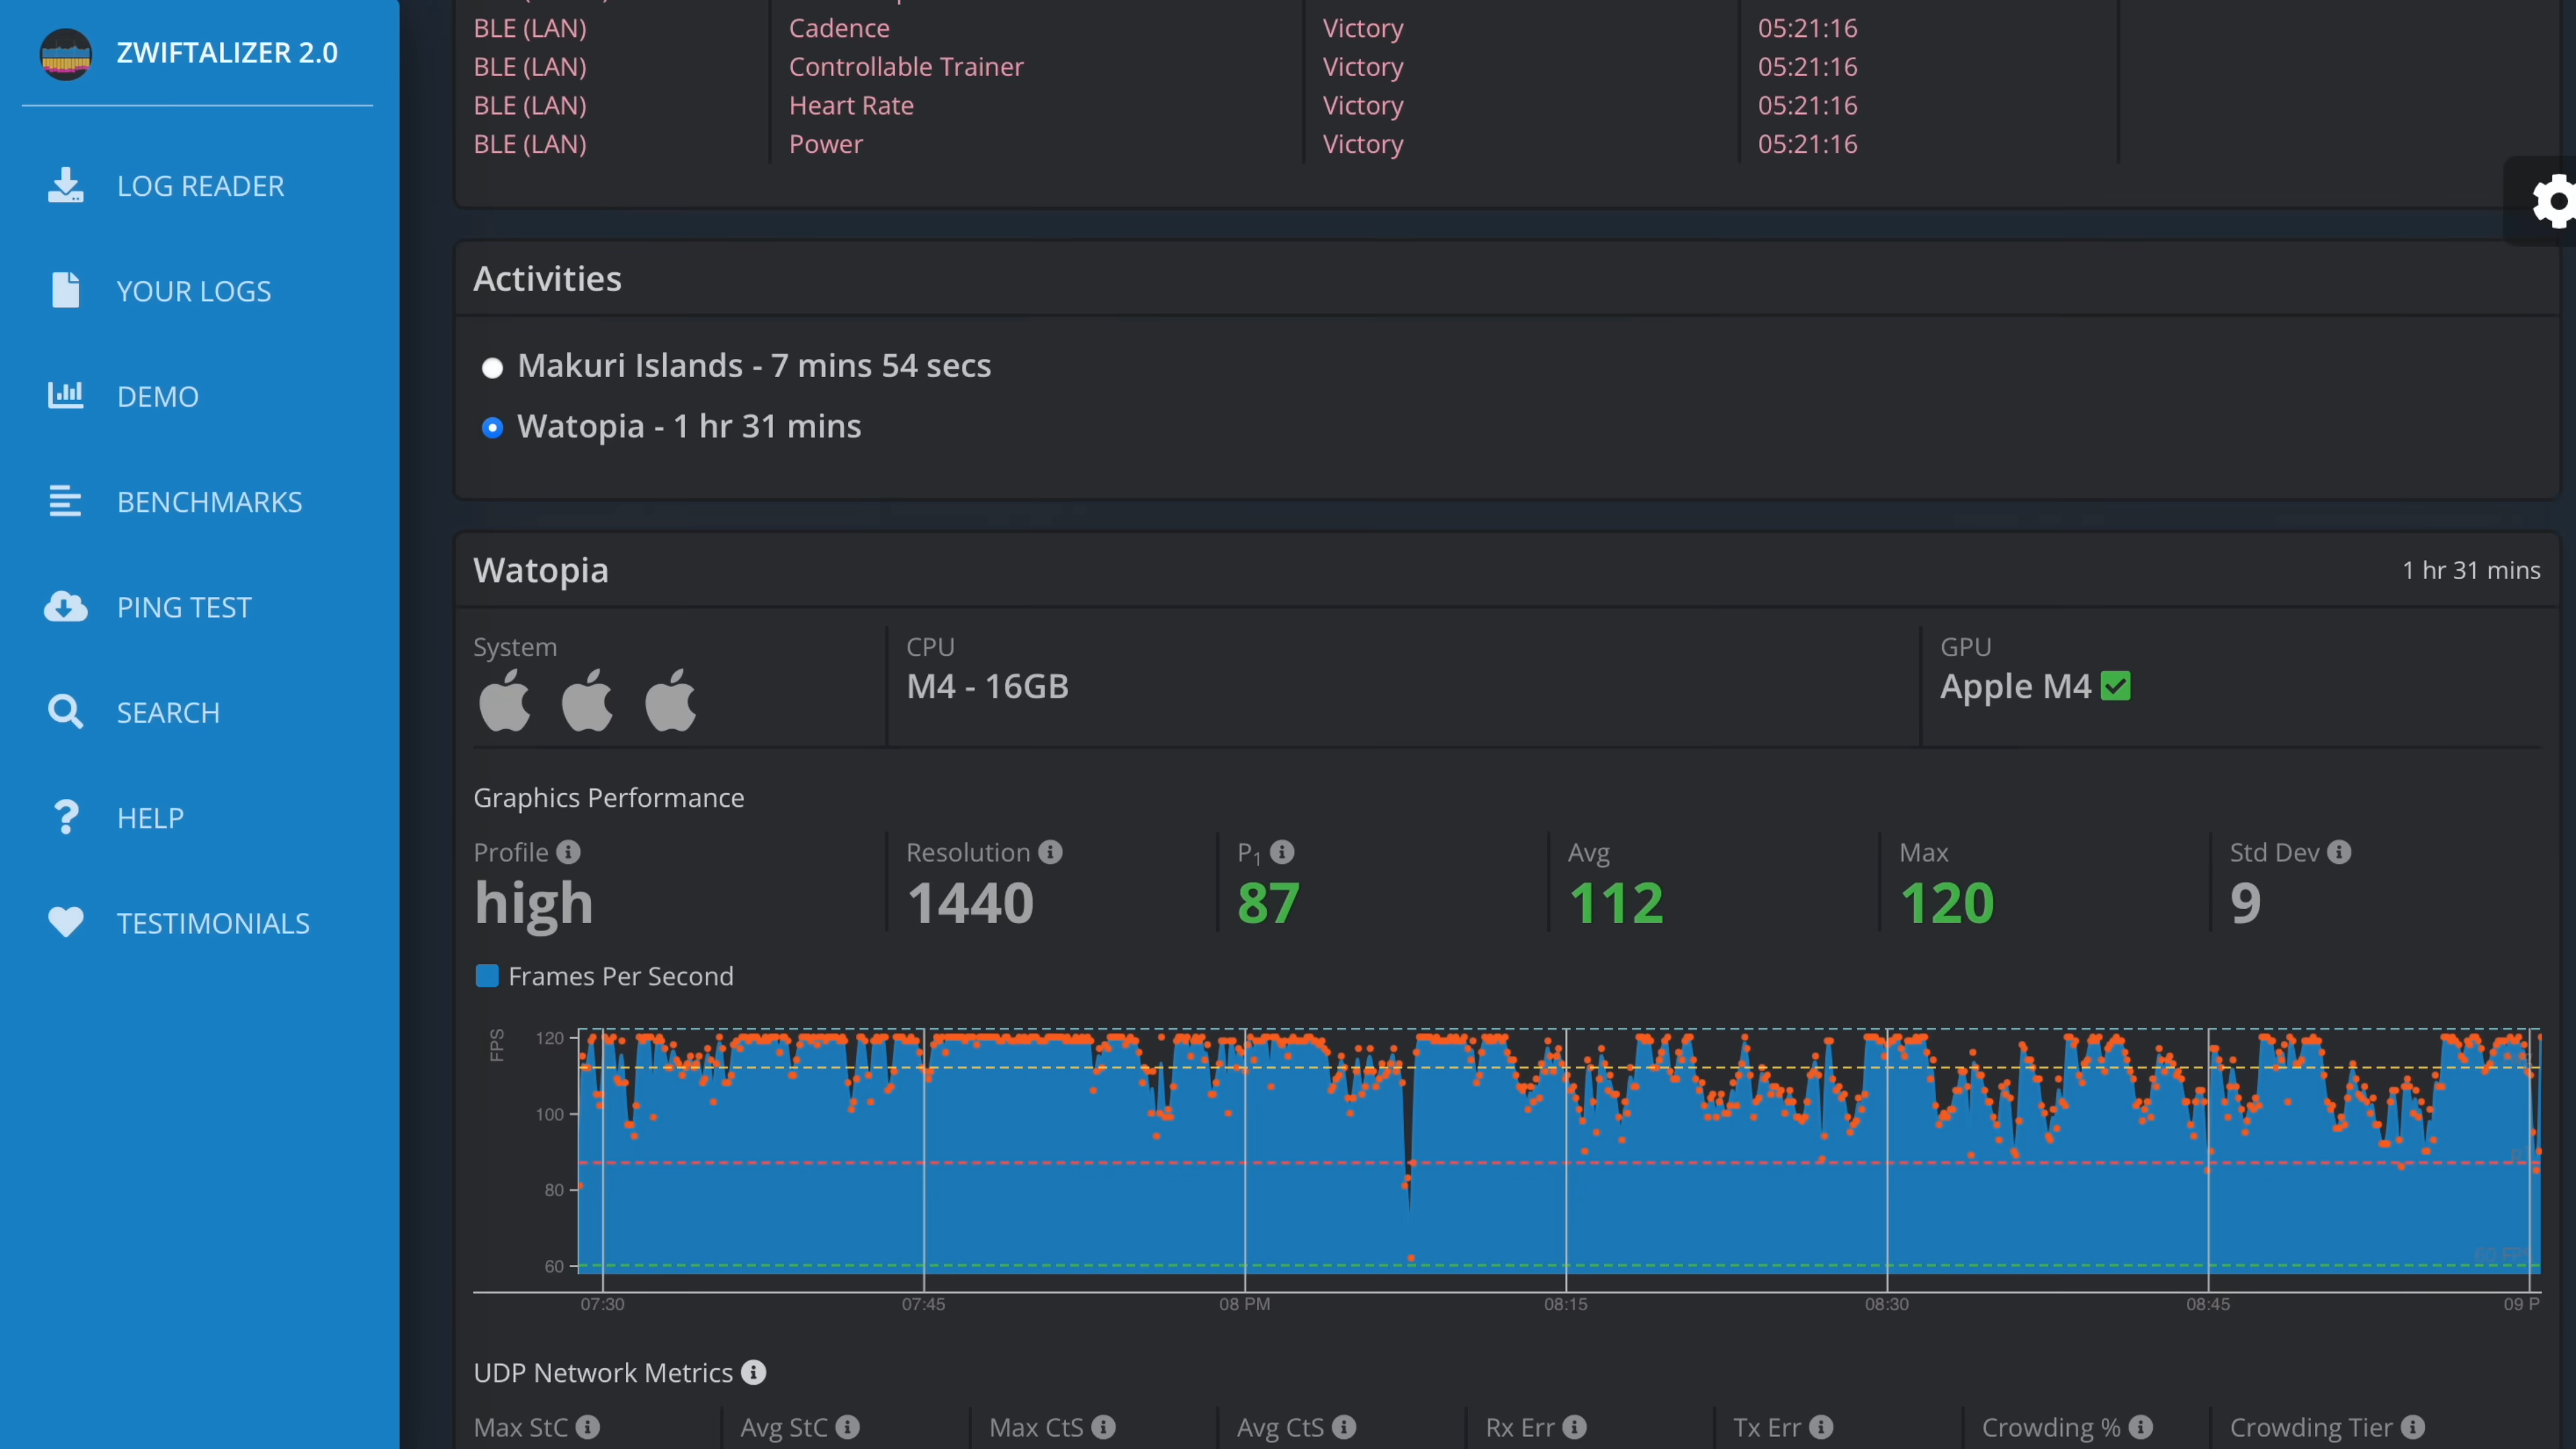 ZWIFTALIZER 2.0
LOG READER
YOUR LOGS
DEMO
BENCHMARKS
PING TEST
SEARCH
HELP
TESTIMONIALS
BLE (LAN) Cadence Victory 05:21:16
BLE (LAN) Controllable Trainer Victory 05:21:16
BLE (LAN) Heart Rate Victory 05:21:16
BLE (LAN) Power Victory 05:21:16
Activities
Makuri Islands - 7 mins 54 secs
Watopia - 1 hr 31 mins
Watopia 1 hr 31 mins
System CPU GPU
M4 - 16GB Apple M4
Graphics Performance
Profile Resolution P1 Avg Max Std Dev
high 1440 87 112 120 9
Frames Per Second
FPS
120
100
80
60
60 FPS
07:30 07:45 08 PM 08:15 08:30 08:45 09 P
UDP Network Metrics
Max StC Avg StC Max CtS Avg CtS Rx Err Tx Err Crowding % Crowding Tier